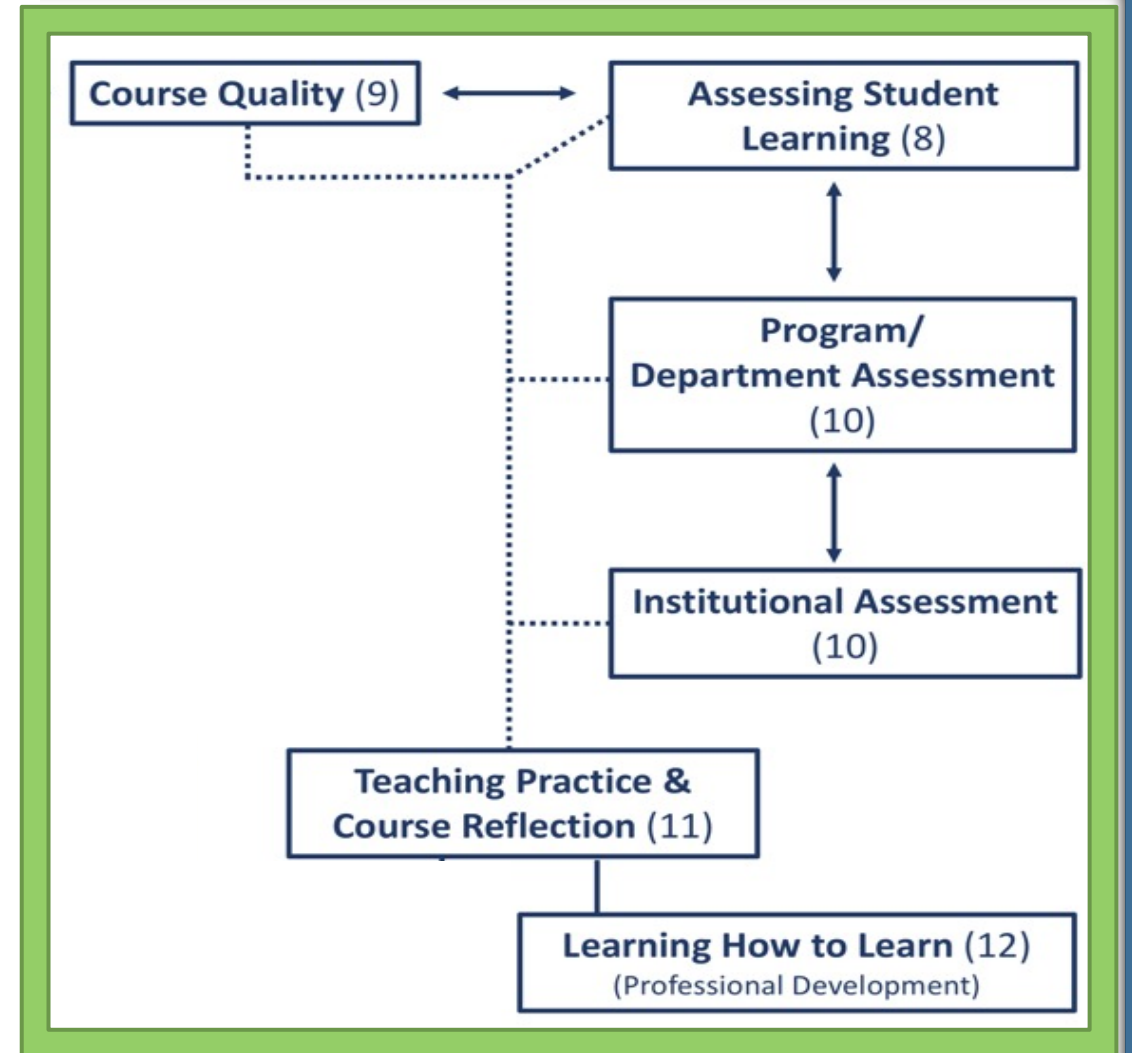 Course Quality (9)
Assessing Student
Learning (8)
Program/
Department Assessment
(10)
Institutional Assessment
(10)
Teaching Practice &
Course Reflection (11)
Learning How to Learn (12)
(Professional Development)